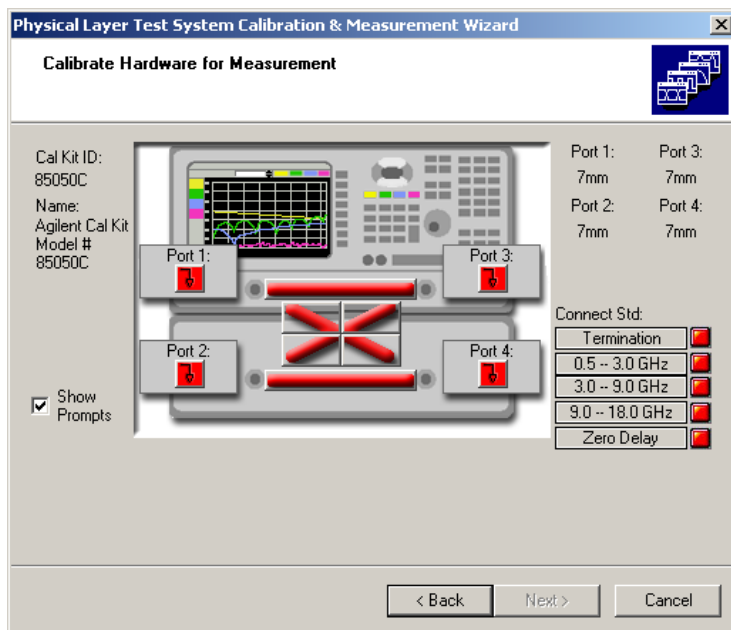 Physical Layer Test System Calibration & Measurement Wizard
Calibrate Hardware for Measurement
Cal Kit ID:
85050C
Name:
Agilent Cal Kit
Model #
85050C
Show
Prompts
Port 1:
Port 3:
Port 2:
Port 4:
Port 1:
Port 3:
7mm
7mm
Port 2:
Port 4:
7mm
7mm
Connect Std:
Termination
0.5 -- 3.0 GHz
3.0 -- 9.0 GHz
9.0 -- 18.0 GHz
Zero Delay
< Back
Next >
Cancel